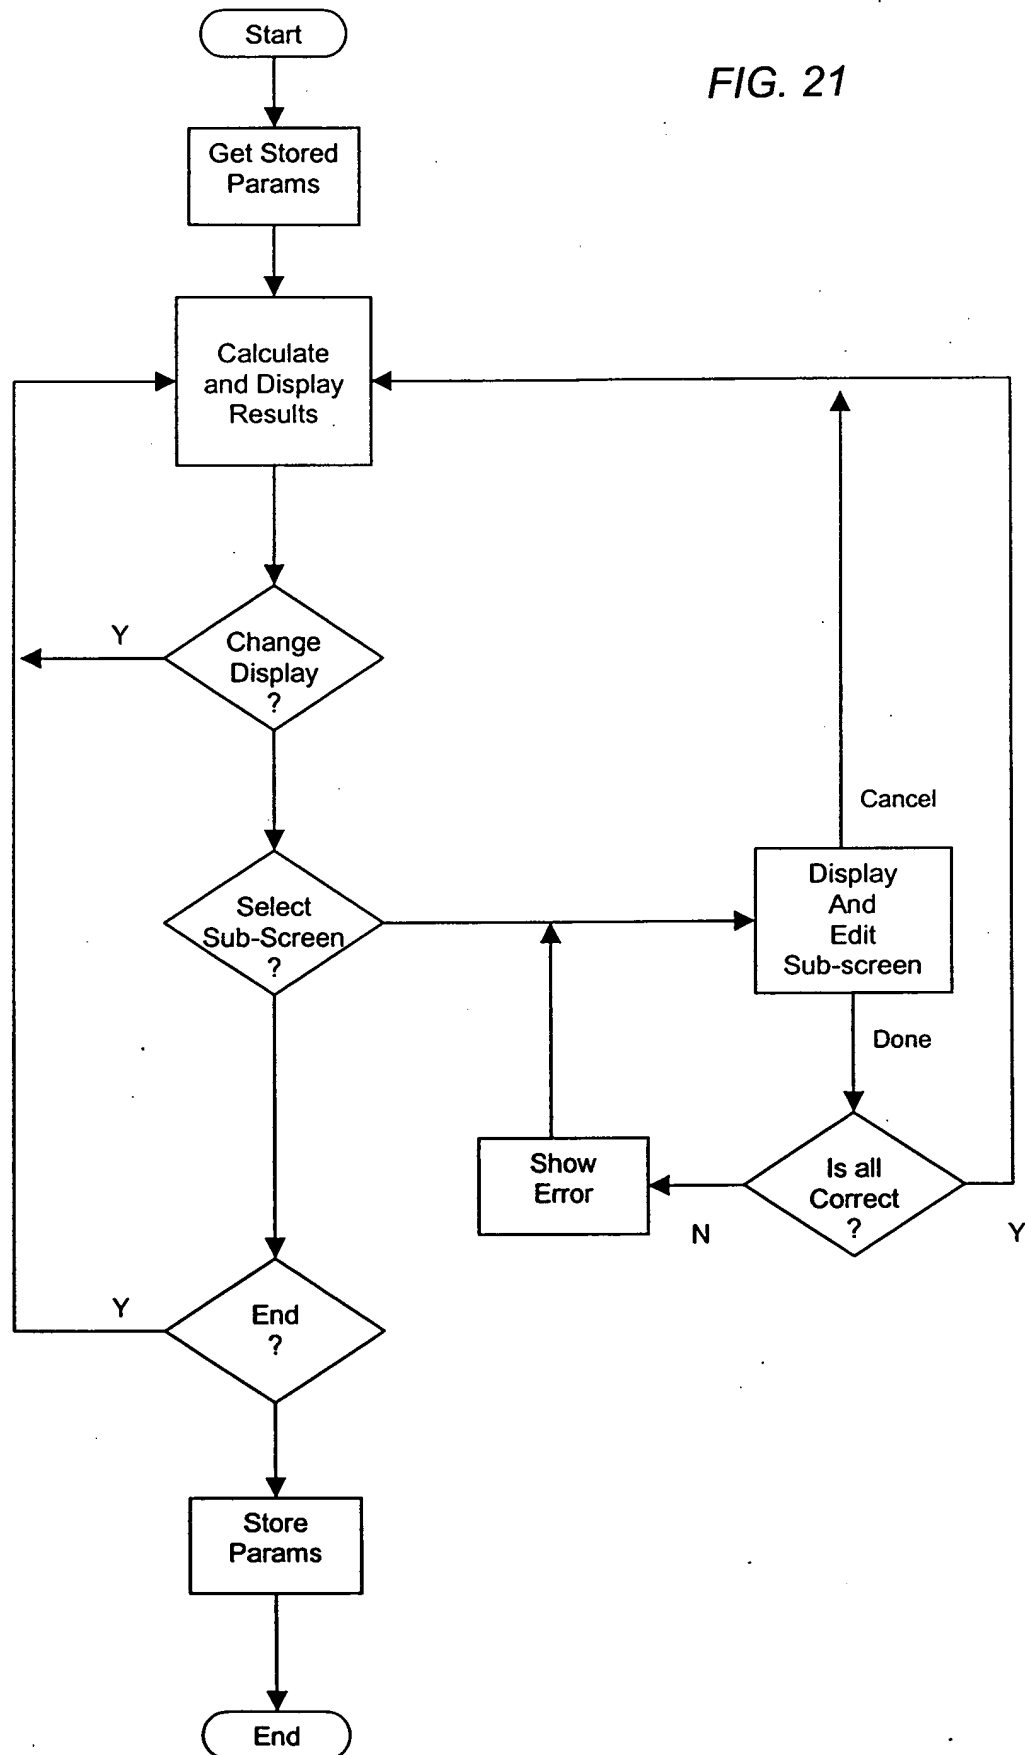 Start
FIG. 21
Get Stored
Params
Calculate
and Display
Results
Y
Change
Display
?
Cancel
Select
Sub-Screen
?
Display
And
Edit
Sub-screen
Done
Show
Error
Is all
Correct
?
N
Y
Y
End
?
Store
Params
End